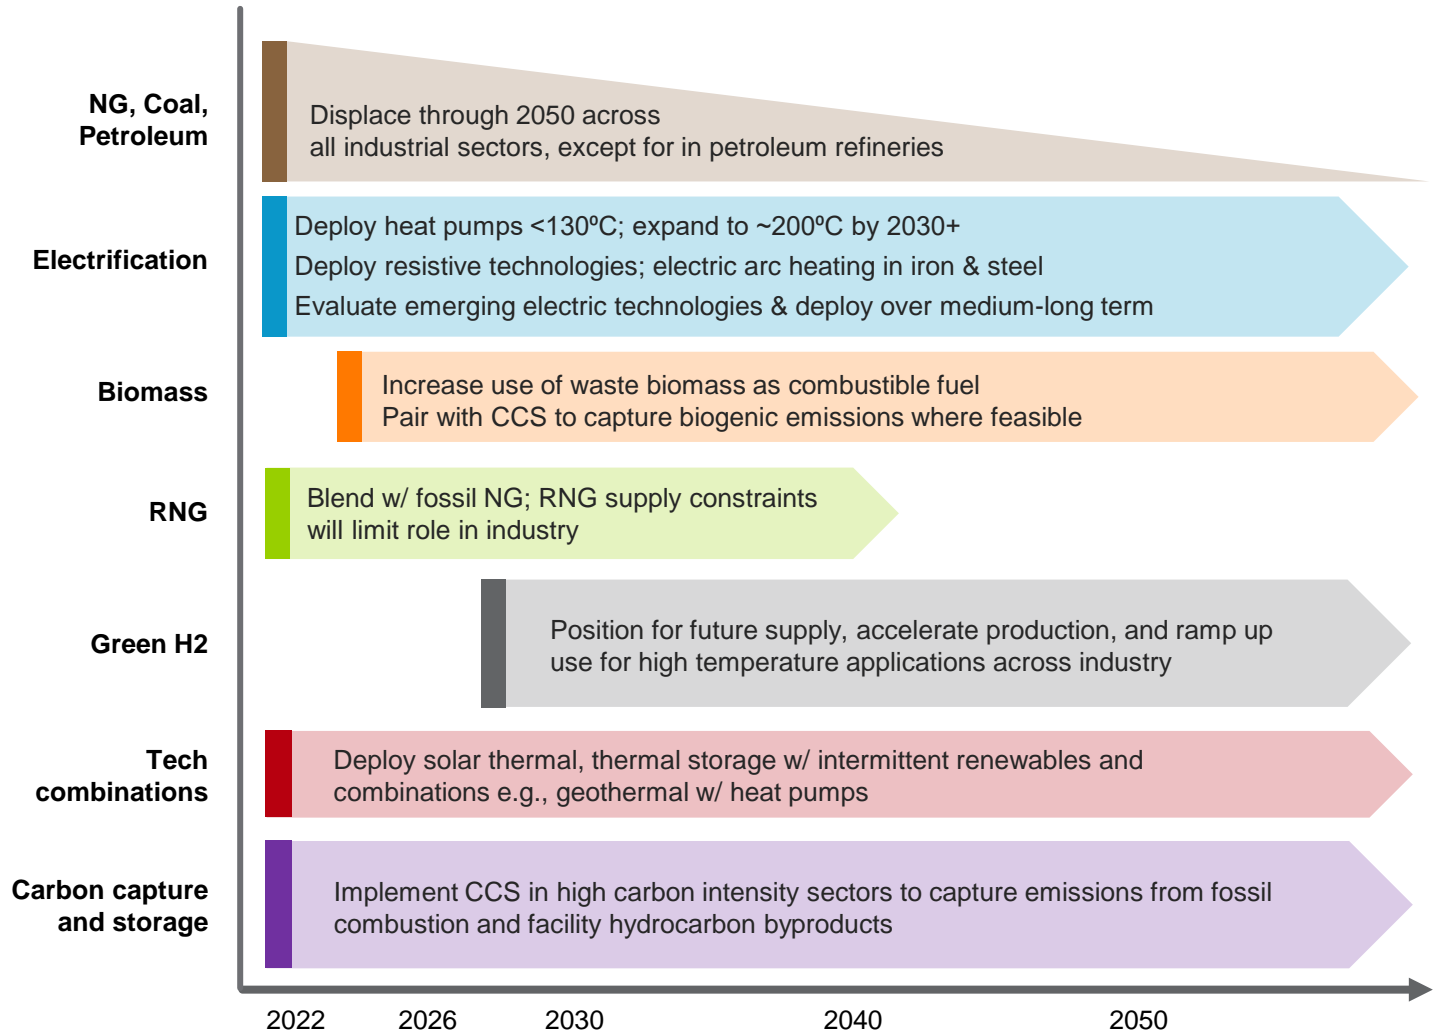 NG, Coal,
Petroleum
Displace through 2050 across
all industrial sectors, except for in petroleum refineries
Electrification
Deploy heat pumps <130ºC; expand to ~200ºC by 2030+
Deploy resistive technologies; electric arc heating in iron & steel
Evaluate emerging electric technologies & deploy over medium-long term
Biomass
Increase use of waste biomass as combustible fuel
Pair with CCS to capture biogenic emissions where feasible
RNG
Blend w/ fossil NG; RNG supply constraints
will limit role in industry
Green H2
Position for future supply, accelerate production, and ramp up
use for high temperature applications across industry
Tech
combinations
Deploy solar thermal, thermal storage w/ intermittent renewables and
combinations e.g., geothermal w/ heat pumps
Carbon capture
and storage
Implement CCS in high carbon intensity sectors to capture emissions from fossil
combustion and facility hydrocarbon byproducts
2022 2026 2030 2040 2050